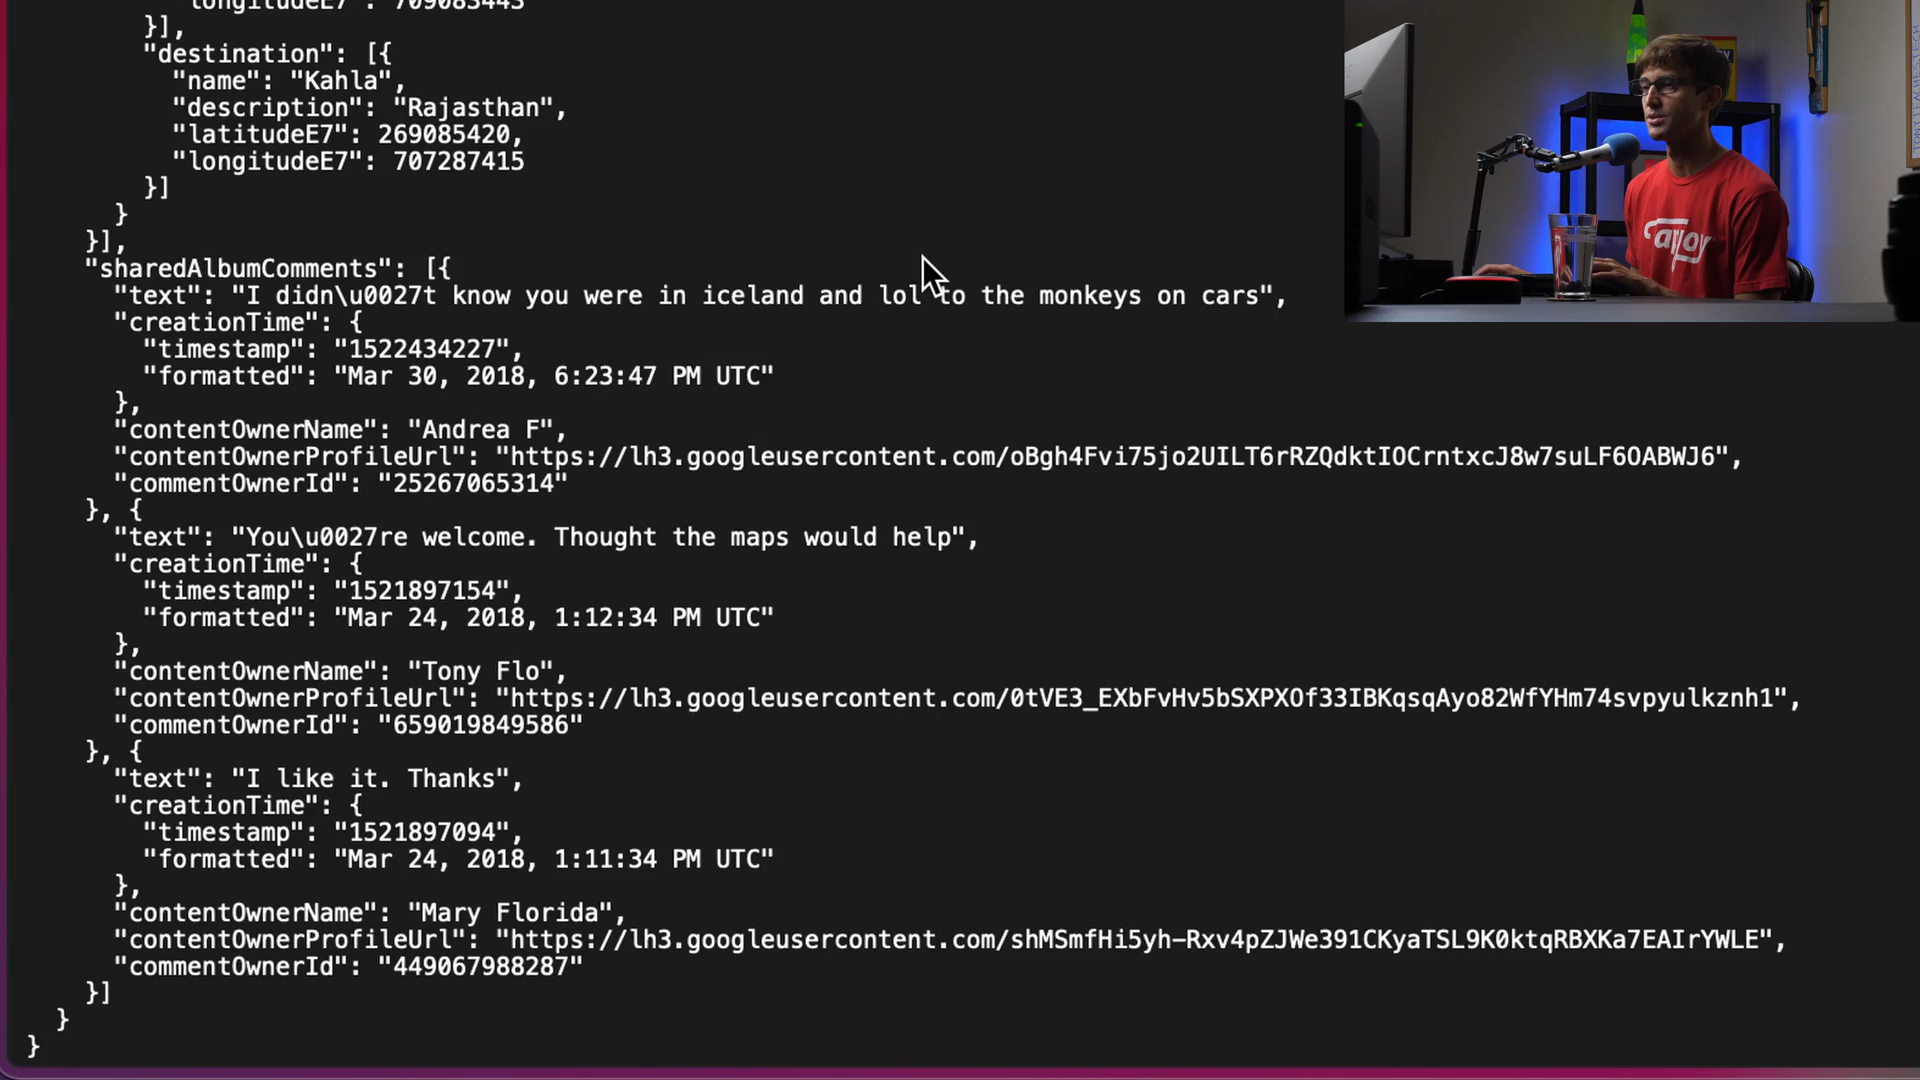 "longitudeE7": 709083443
}],
"destination": [{
"name": "Kahla",
"description": "Rajasthan",
"latitudeE7": 269085420,
"longitudeE7": 707287415
}]
}
}],
"sharedAlbumComments": [{
"text": "I didn\u0027t know you were in iceland and lol to the monkeys on cars",
"creationTime": {
"timestamp": "1522434227",
"formatted": "Mar 30, 2018, 6:23:47 PM UTC"
},
"contentOwnerName": "Andrea F",
"contentOwnerProfileUrl": "https://lh3.googleusercontent.com/oBgh4Fvi75jo2UILT6rRZQdktIOCrntxcJ8w7suLF6OABWJ6",
"commentOwnerId": "25267065314"
}, {
"text": "You\u0027re welcome. Thought the maps would help",
"creationTime": {
"timestamp": "1521897154",
"formatted": "Mar 24, 2018, 1:12:34 PM UTC"
},
"contentOwnerName": "Tony Flo",
"contentOwnerProfileUrl": "https://lh3.googleusercontent.com/0tVE3_EXbFvHv5bSXPXOf33IBKqsqAyo82WfYHm74svpyulkznh1",
"commentOwnerId": "659019849586"
}, {
"text": "I like it. Thanks",
"creationTime": {
"timestamp": "1521897094",
"formatted": "Mar 24, 2018, 1:11:34 PM UTC"
},
"contentOwnerName": "Mary Florida",
"contentOwnerProfileUrl": "https://lh3.googleusercontent.com/shMSmfHi5yh-Rxv4pZJWe391CKyaTSL9K0ktqRBXKa7EAIrYWLE",
"commentOwnerId": "449067988287"
}]
}
}